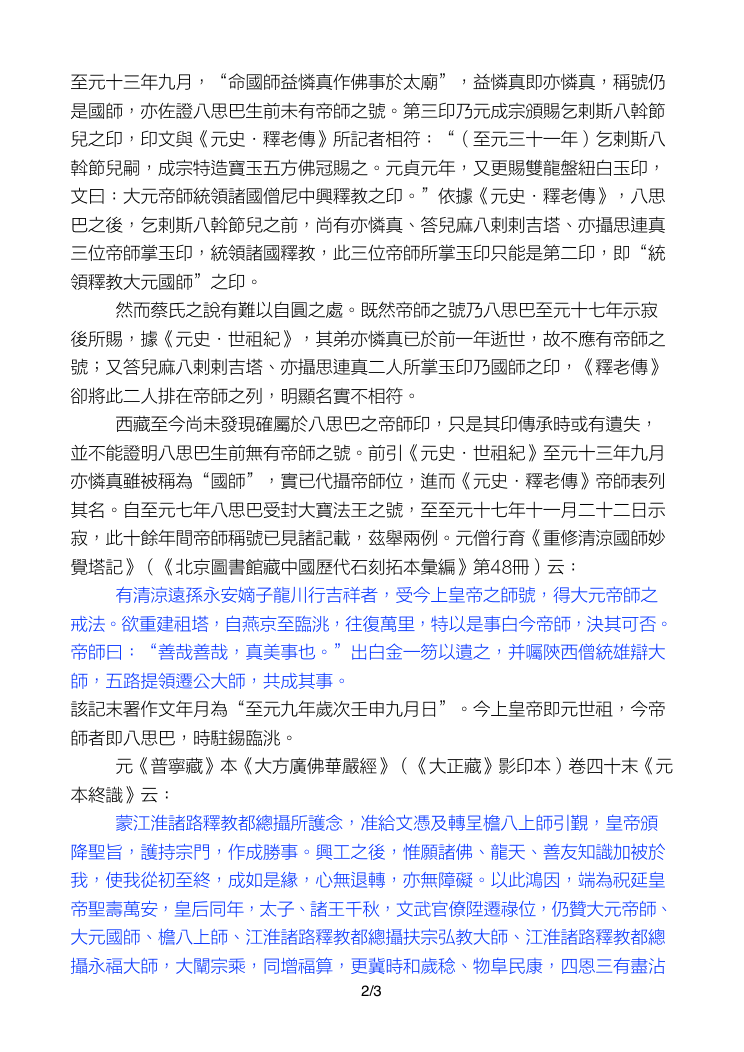 至元十三年九月，“命國師益憐真作佛事於太廟”，益憐真即亦憐真，稱號仍
是國師，亦佐證八思巴生前未有帝師之號。第三印乃元成宗頒賜乞剌斯八斡節
兒之印，印文與《元史．釋老傳》所記者相符：“（至元三十一年）乞剌斯八
斡節兒嗣，成宗特造寶玉五方佛冠賜之。元貞元年，又更賜雙龍盤紐白玉印，
文曰：大元帝師統領諸國僧尼中興釋教之印。”依據《元史．釋老傳》，八思
巴之後，乞剌斯八斡節兒之前，尚有亦憐真、答兒麻八剌剌吉塔、亦攝思連真
三位帝師掌玉印，統領諸國釋教，此三位帝師所掌玉印只能是第二印，即“統
領釋教大元國師”之印。
然而蔡氏之說有難以自圓之處。既然帝師之號乃八思巴至元十七年示寂
後所賜，據《元史．世祖紀》，其弟亦憐真已於前一年逝世，故不應有帝師之
號；又答兒麻八剌剌吉塔、亦攝思連真二人所掌玉印乃國師之印，《釋老傳》
卻將此二人排在帝師之列，明顯名實不相符。
西藏至今尚未發現確屬於八思巴之帝師印，只是其印傳承時或有遺失，
並不能證明八思巴生前無有帝師之號。前引《元史．世祖紀》至元十三年九月
亦憐真雖被稱為“國師”，實已代攝帝師位，進而《元史．釋老傳》帝師表列
其名。自至元七年八思巴受封大寶法王之號，至至元十七年十一月二十二日示
寂，此十餘年間帝師稱號已見諸記載，茲舉兩例。元僧行育《重修清涼國師妙
覺塔記》（《北京圖書館藏中國歷代石刻拓本彙編》第48冊）云：
有清涼遠孫永安嫡子龍川行吉祥者，受今上皇帝之師號，得大元帝師之
戒法。欲重建祖塔，自燕京至臨洮，往復萬里，特以是事白今帝師，決其可否。
帝師曰：“善哉善哉，真美事也。”出白金一笏以遺之，并囑陝西僧統雄辯大
師，五路提領遷公大師，共成其事。
該記末署作文年月為“至元九年歲次壬申九月日”。今上皇帝即元世祖，今帝
師者即八思巴，時駐錫臨洮。
元《普寧藏》本《大方廣佛華嚴經》（《大正藏》影印本）卷四十末《元
本終識》云：
蒙江淮諸路釋教都總攝所護念，准給文憑及轉呈檐八上師引覲，皇帝頒
降聖旨，護持宗門，作成勝事。興工之後，惟願諸佛、龍天、善友知識加被於
我，使我從初至終，成如是緣，心無退轉，亦無障礙。以此鴻因，端為祝延皇
帝聖壽萬安，皇后同年，太子、諸王千秋，文武官僚陞遷祿位，仍贊大元帝師、
大元國師、檐八上師、江淮諸路釋教都總攝扶宗弘教大師、江淮諸路釋教都總
攝永福大師，大闡宗乘，同增福算，更冀時和歲稔、物阜民康，四恩三有盡沾
2/3